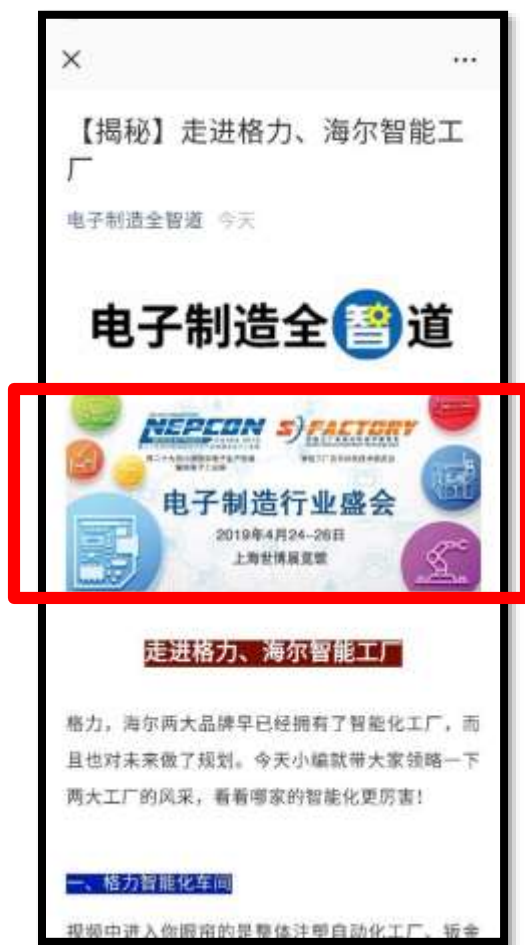 【揭秘】走进格力、海尔智能工
厂
电子制造全智道 今天
电子制造全智道
NEPCON S FACTORY
电子制造行业盛会
2019年4月24-26日
上海世博展览馆
走进格力、海尔智能工厂
格力，海尔两大品牌早已经拥有了智能化工厂，而
且也对未来做了规划。今天小编就带大家领略一下
两大工厂的风采，看看哪家的智能化更厉害！
一、格力智能化车间
视频中进入你眼帘的是整体注塑自动化工厂、钣金